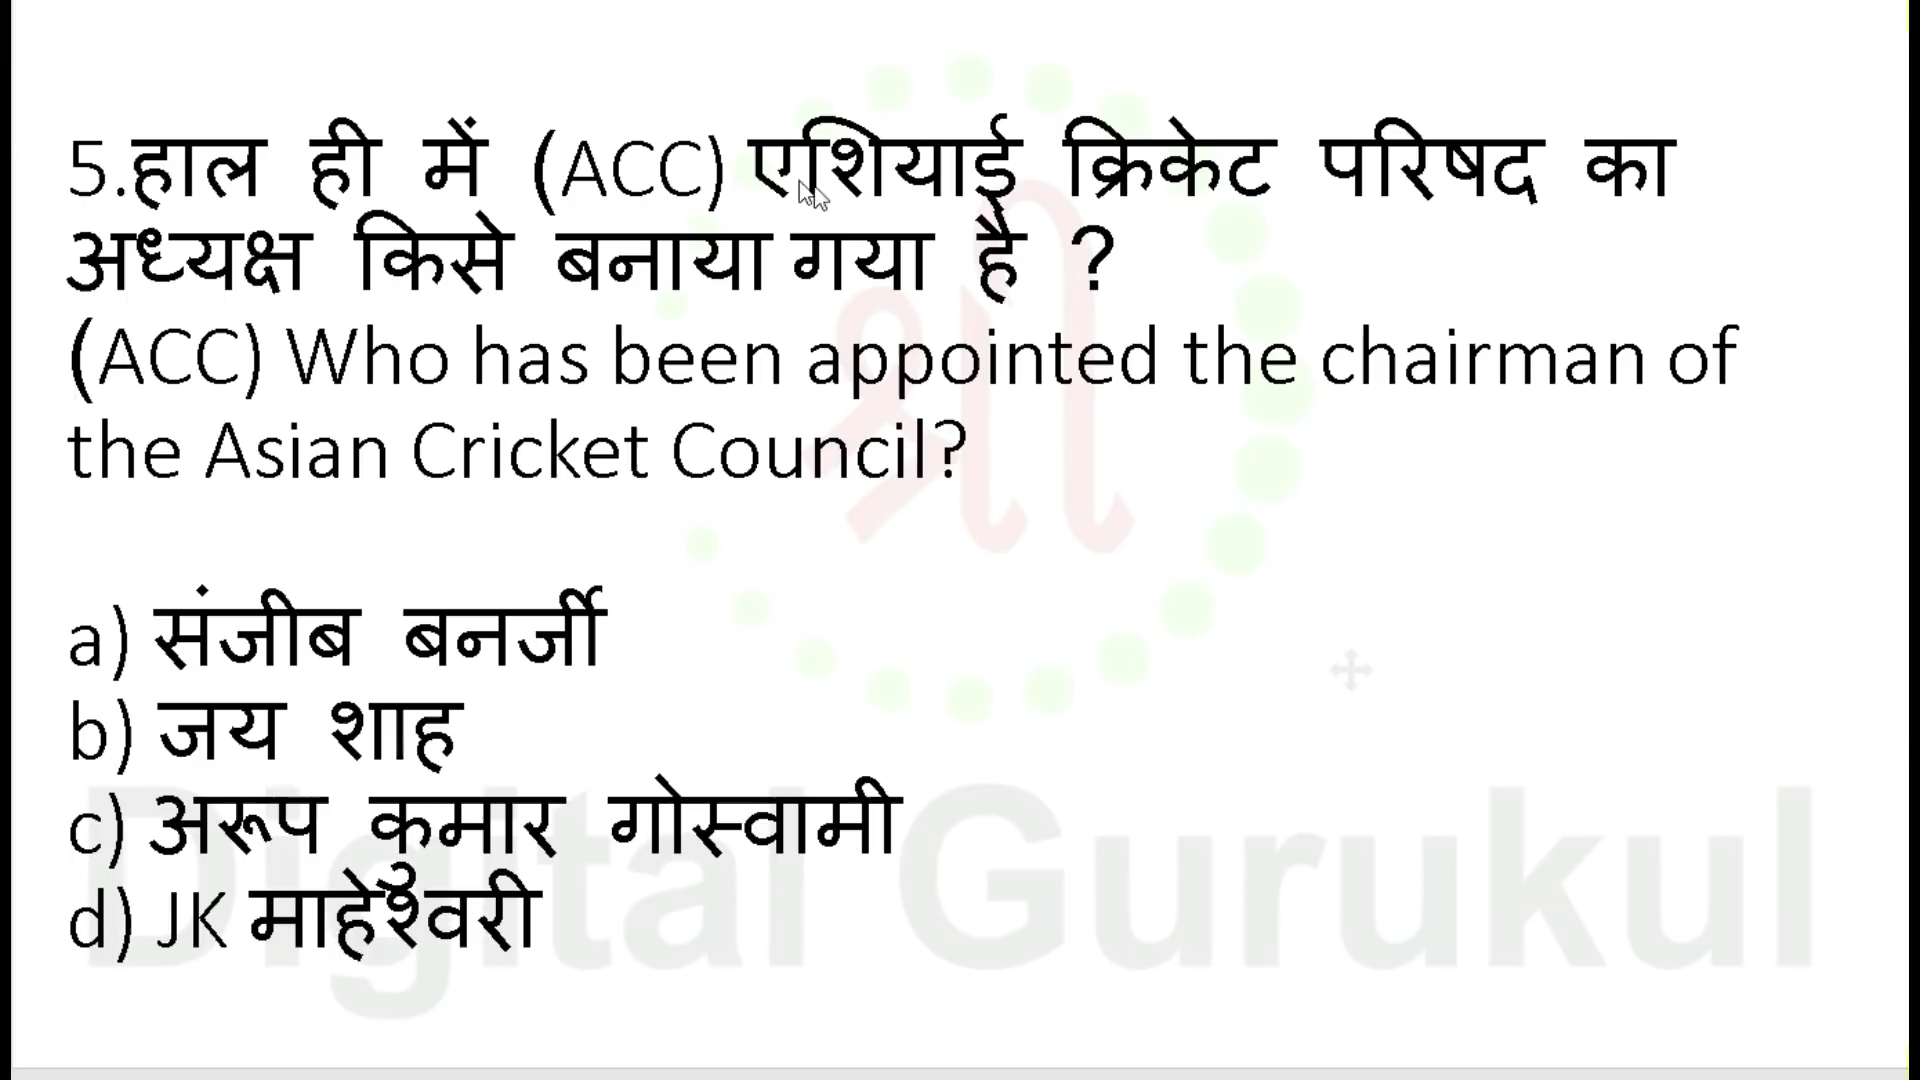 5.हाल ही में (ACC) एशियाई क्रिकेट परिषद का
अध्यक्ष किसे बनाया गया है ?
(ACC) Who has been appointed the chairman of
the Asian Cricket Council?
a) संजीब बनर्जी
b) जय शाह
c) अरूप कुमार गोस्वामी
d) JK माहेश्वरी
श्री
Digital Gurukul